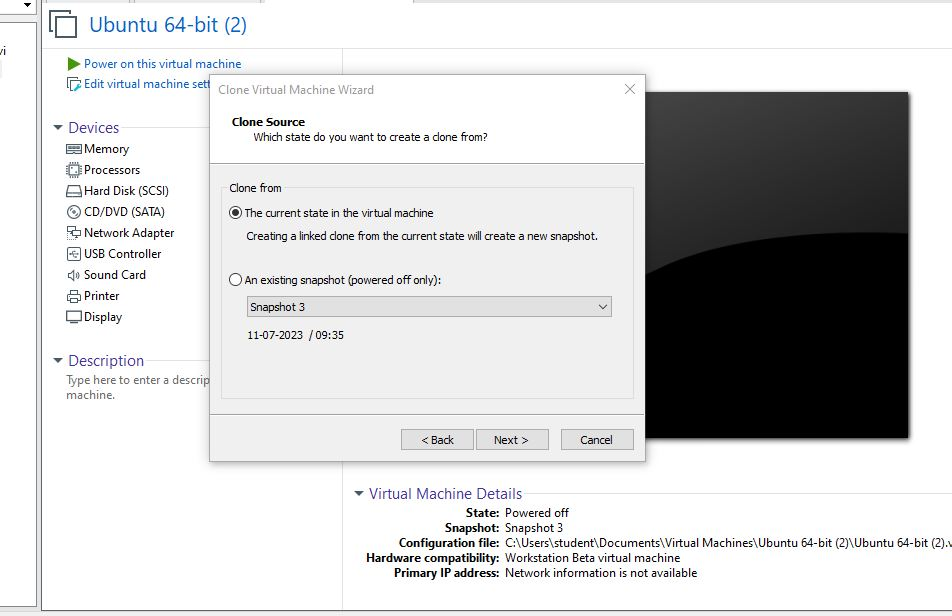 vi
Ubuntu 64-bit (2)
Power on this virtual machine
Edit virtual machine sett
Devices
Memory
Processors
Hard Disk (SCSI)
CD/DVD (SATA)
Network Adapter
USB Controller
Sound Card
Printer
Display
Description
Type here to enter a descrip
machine.
Clone Virtual Machine Wizard
Clone Source
Which state do you want to create a clone from?
Clone from
The current state in the virtual machine
Creating a linked clone from the current state will create a new snapshot.
An existing snapshot (powered off only):
Snapshot 3
11-07-2023 / 09:35
< Back
Next >
Cancel
Virtual Machine Details
State: Powered off
Snapshot: Snapshot 3
Configuration file: C:\Users\student\Documents\Virtual Machines\Ubuntu 64-bit (2)\Ubuntu 64-bit (2).v
Hardware compatibility: Workstation Beta virtual machine
Primary IP address: Network information is not available